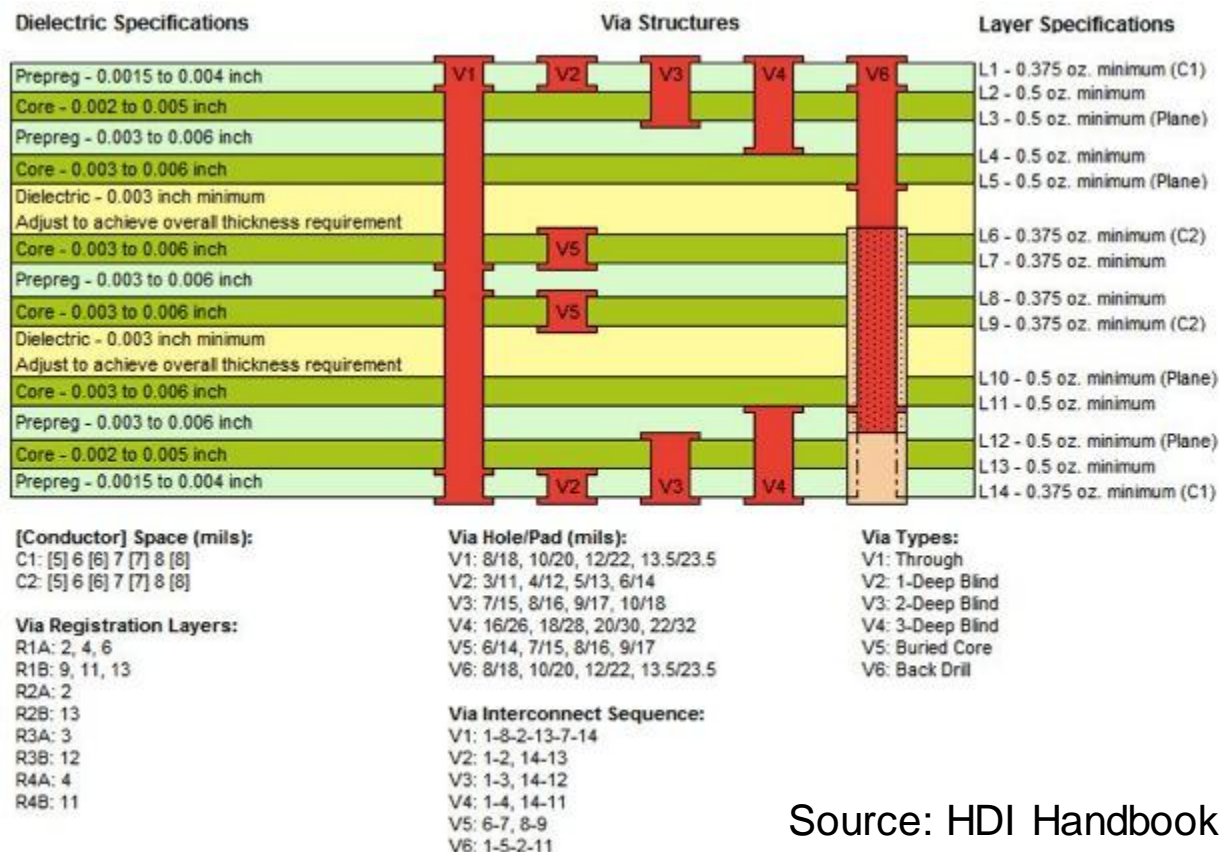 Dielectric Specifications
Via Structures
Layer Specifications
Prepreg - 0.0015 to 0.004 inch
Core - 0.002 to 0.005 inch
Prepreg - 0.003 to 0.006 inch
Core - 0.003 to 0.006 inch
Dielectric - 0.003 inch minimum
Adjust to achieve overall thickness requirement
Core - 0.003 to 0.006 inch
Prepreg - 0.003 to 0.006 inch
Core - 0.003 to 0.006 inch
Dielectric - 0.003 inch minimum
Adjust to achieve overall thickness requirement
Core - 0.003 to 0.006 inch
Prepreg - 0.003 to 0.006 inch
Core - 0.002 to 0.005 inch
Prepreg - 0.0015 to 0.004 inch
V1 V2 V3 V4 V6
V5
V5
V2 V3 V4
L1 - 0.375 oz. minimum (C1)
L2 - 0.5 oz. minimum
L3 - 0.5 oz. minimum (Plane)
L4 - 0.5 oz. minimum
L5 - 0.5 oz. minimum (Plane)
L6 - 0.375 oz. minimum (C2)
L7 - 0.375 oz. minimum
L8 - 0.375 oz. minimum
L9 - 0.375 oz. minimum (C2)
L10 - 0.5 oz. minimum (Plane)
L11 - 0.5 oz. minimum
L12 - 0.5 oz. minimum (Plane)
L13 - 0.5 oz. minimum
L14 - 0.375 oz. minimum (C1)
[Conductor] Space (mils):
C1: [5] 6 [6] 7 [7] 8 [8]
C2: [5] 6 [6] 7 [7] 8 [8]
Via Registration Layers:
R1A: 2, 4, 6
R1B: 9, 11, 13
R2A: 2
R2B: 13
R3A: 3
R3B: 12
R4A: 4
R4B: 11
Via Hole/Pad (mils):
V1: 8/18, 10/20, 12/22, 13.5/23.5
V2: 3/11, 4/12, 5/13, 6/14
V3: 7/15, 8/16, 9/17, 10/18
V4: 16/26, 18/28, 20/30, 22/32
V5: 6/14, 7/15, 8/16, 9/17
V6: 8/18, 10/20, 12/22, 13.5/23.5
Via Interconnect Sequence:
V1: 1-8-2-13-7-14
V2: 1-2, 14-13
V3: 1-3, 14-12
V4: 1-4, 14-11
V5: 6-7, 8-9
V6: 1-5-2-11
Via Types:
V1: Through
V2: 1-Deep Blind
V3: 2-Deep Blind
V4: 3-Deep Blind
V5: Buried Core
V6: Back Drill
Source: HDI Handbook